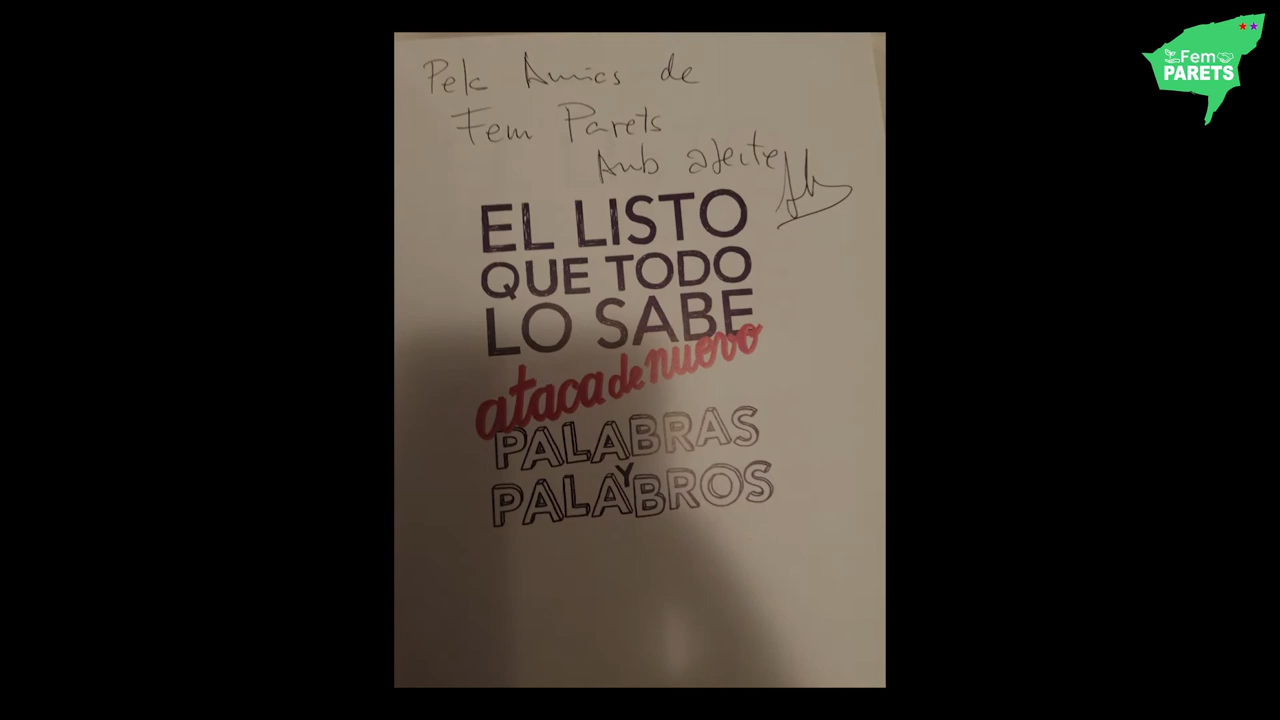 Pels Amics de
Fem Parets
Amb afecte
EL LISTO
QUE TODO
LO SABE
ataca de nuevo
PALABRAS
Y
PALABROS
Fem
PARETS